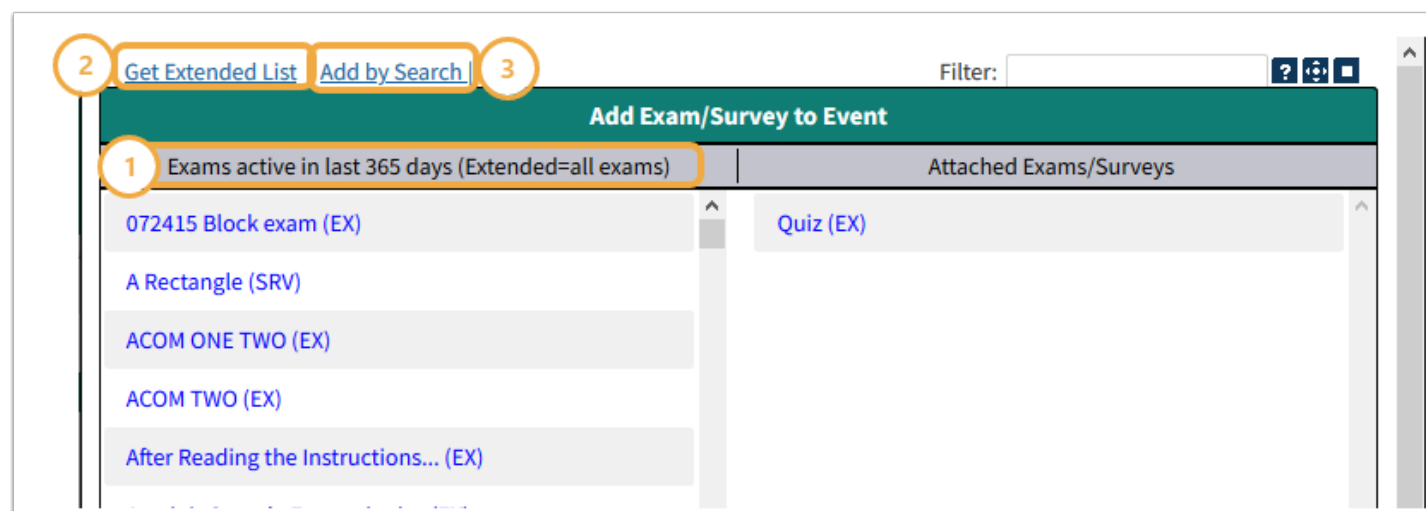 2 Get Extended List Add by Search | 3 Filter: ?
Add Exam/Survey to Event
1 Exams active in last 365 days (Extended=all exams) Attached Exams/Surveys
072415 Block exam (EX) Quiz (EX)
A Rectangle (SRV)
ACOM ONE TWO (EX)
ACOM TWO (EX)
After Reading the Instructions... (EX)